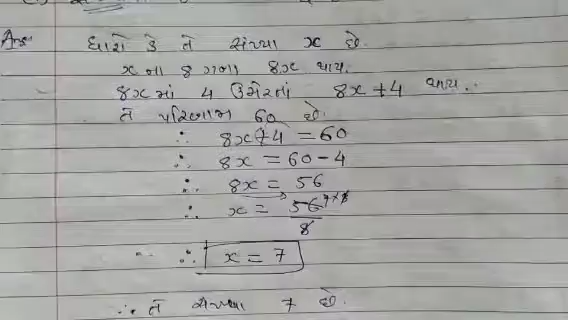 Ans: ધારો કે તે સંખ્યા x છે.
x ના 8 ગના 8x થાય.
8x માં 4 ઉમેરતાં 8x+4 થાય.
તે પરિણામ 60 છે.
∴ 8x+4 = 60
∴ 8x = 60-4
∴ 8x = 56
∴ x = 56/8
∴ x = 7
∴ તે સંખ્યા 7 છે.